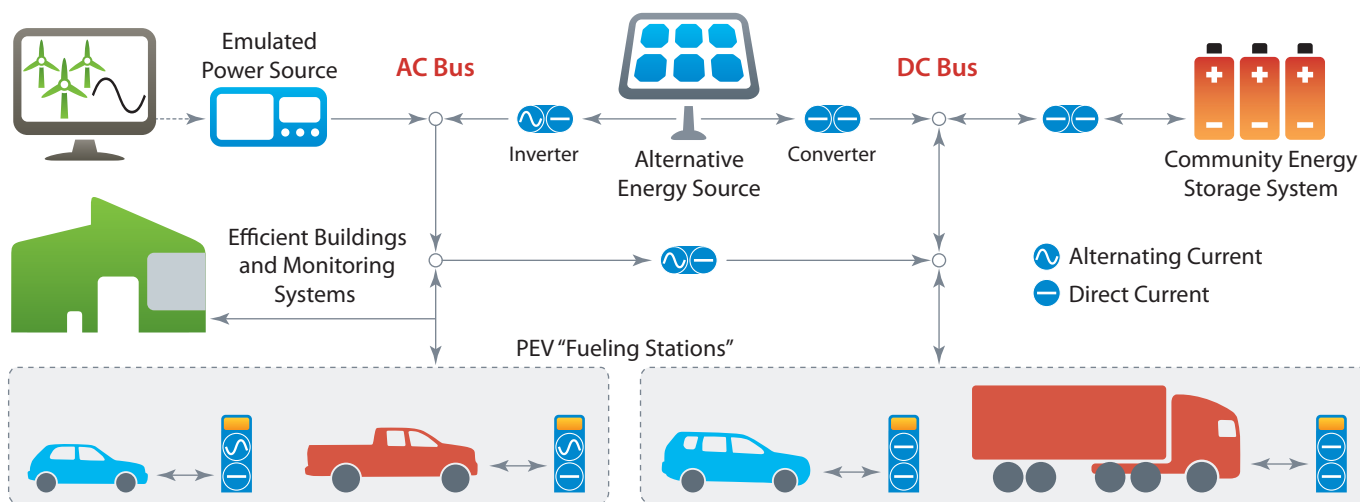 Emulated
Power Source
AC Bus
DC Bus
Inverter
Alternative
Energy Source
Converter
Community Energy
Storage System
Efficient Buildings
and Monitoring
Systems
Alternating Current
Direct Current
PEV “Fueling Stations”